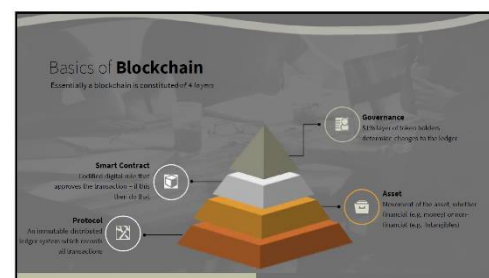 Basics of Blockchain
Essentially a blockchain is constituted of 4 layers
Governance
51% layer of token holders
determine changes to the ledger
Smart Contract
Codified digital rule that
approves the transaction – if this
then do that
Asset
Movement of the asset, whether
financial (e.g. money) or non-
financial (e.g. intangibles)
Protocol
An immutable distributed
ledger system which records
all transactions